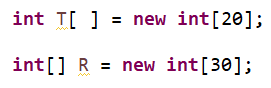 int T[ ] = new int[20];
int[] R = new int[30];